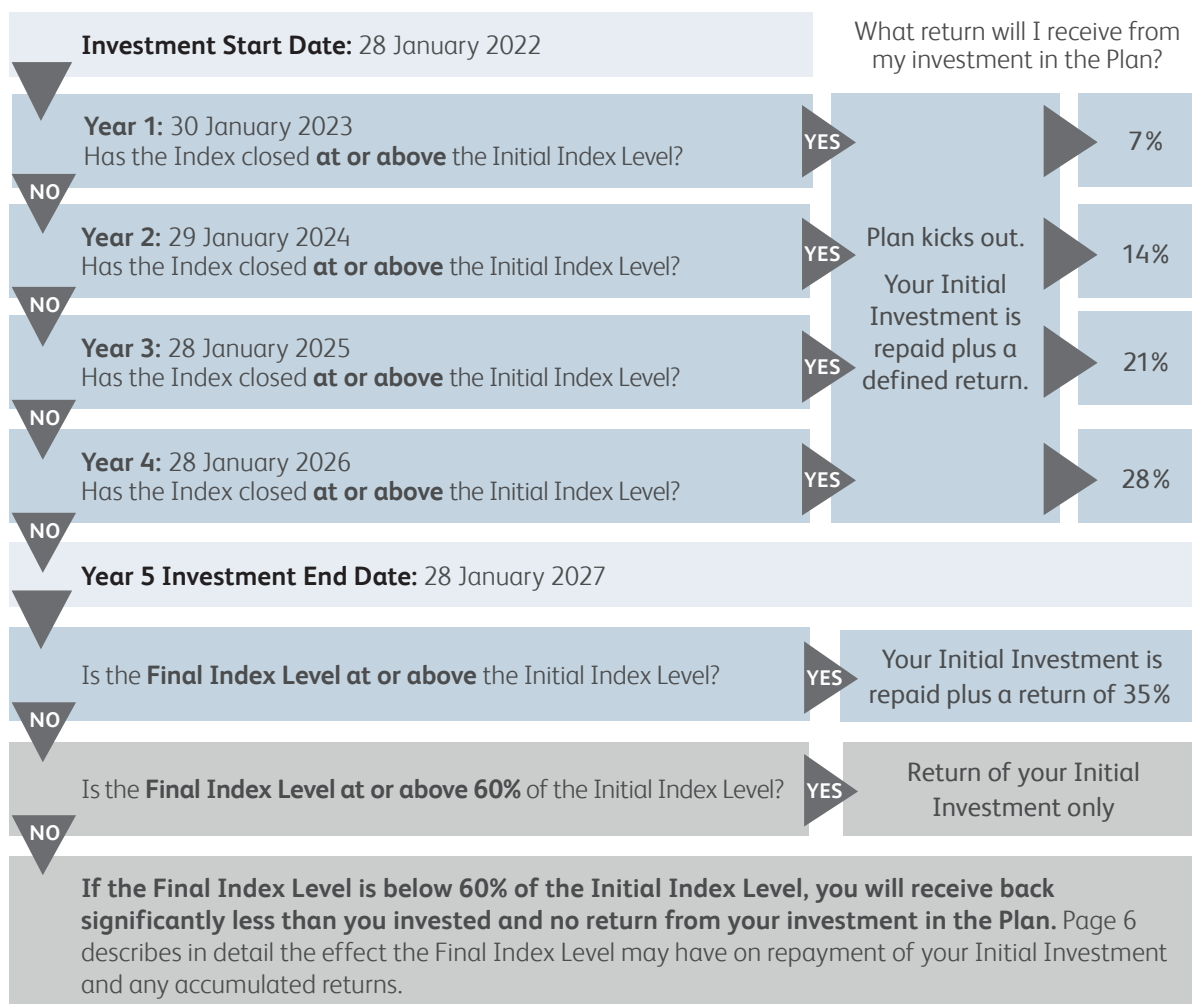 Investment Start Date: 28 January 2022
What return will I receive from
my investment in the Plan?
Year 1: 30 January 2023
Has the Index closed at or above the Initial Index Level?
YES
7%
NO
Year 2: 29 January 2024
Has the Index closed at or above the Initial Index Level?
YES
Plan kicks out.
Your Initial
Investment is
repaid plus a
defined return.
14%
NO
Year 3: 28 January 2025
Has the Index closed at or above the Initial Index Level?
YES
21%
NO
Year 4: 28 January 2026
Has the Index closed at or above the Initial Index Level?
YES
28%
NO
Year 5 Investment End Date: 28 January 2027
Is the Final Index Level at or above the Initial Index Level?
YES
Your Initial Investment is
repaid plus a return of 35%
NO
Is the Final Index Level at or above 60% of the Initial Index Level?
YES
Return of your Initial
Investment only
NO
If the Final Index Level is below 60% of the Initial Index Level, you will receive back
significantly less than you invested and no return from your investment in the Plan. Page 6
describes in detail the effect the Final Index Level may have on repayment of your Initial Investment
and any accumulated returns.